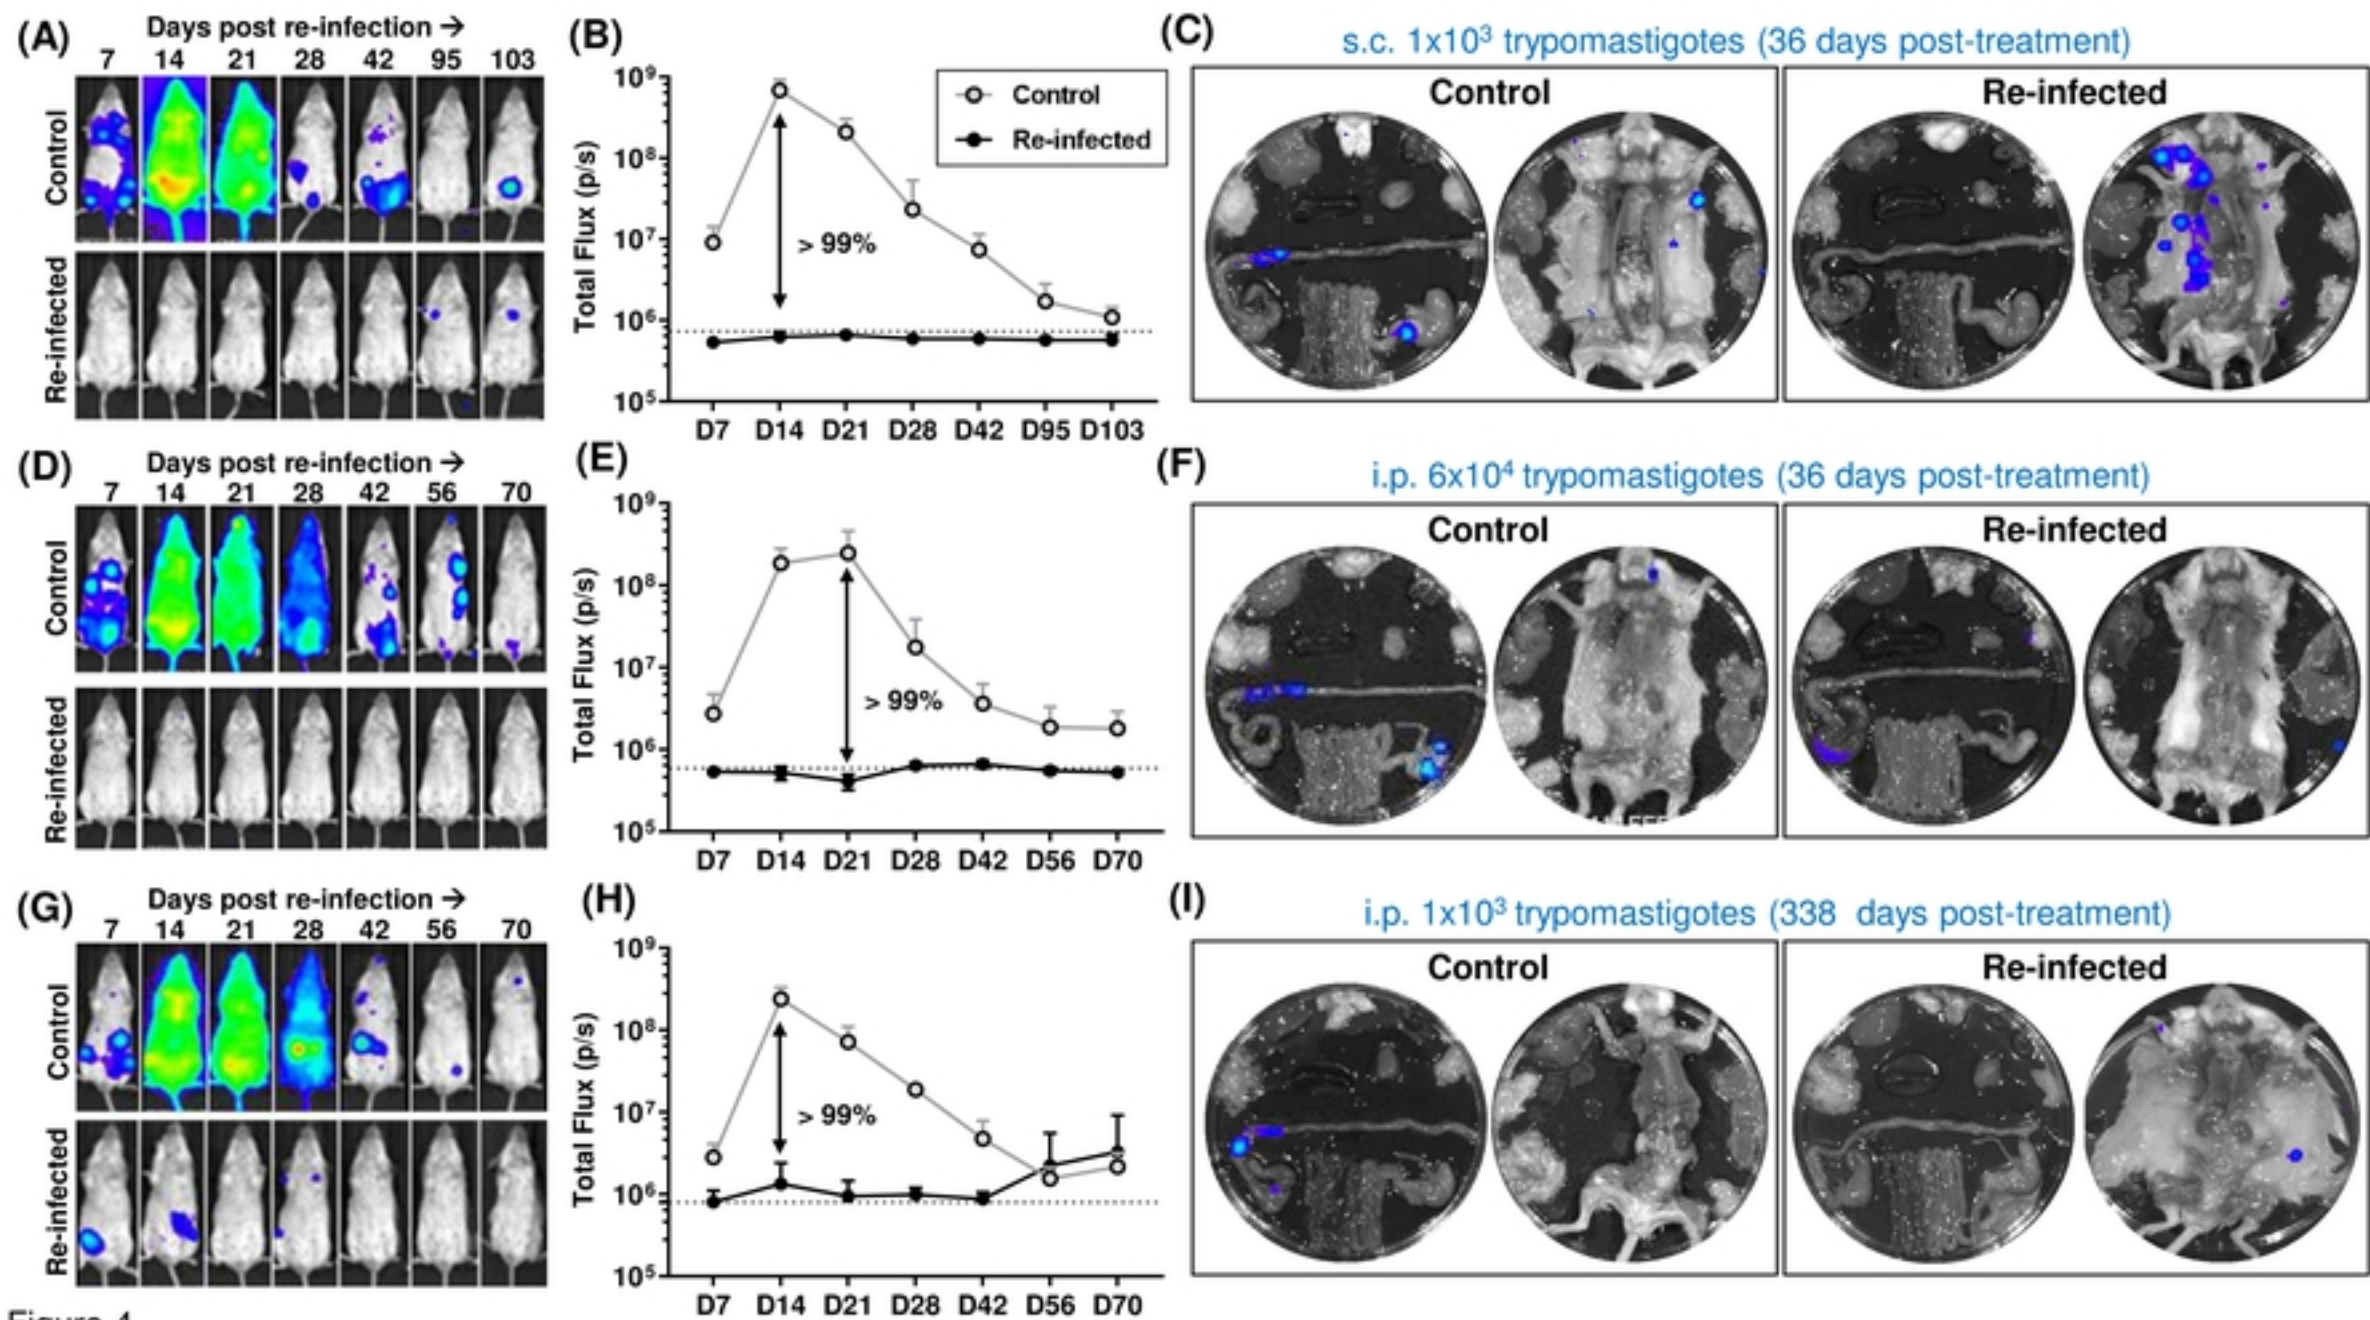 (A)
Days post re-infection →
7 14 21 28 42 95 103
Control
Re-infected
(B)
Total Flux (p/s)
10⁹
10⁸
10⁷
10⁶
10⁵
Control
Re-infected
> 99%
D7 D14 D21 D28 D42 D95 D103
(C)
s.c. 1x10³ trypomastigotes (36 days post-treatment)
Control
Re-infected
(D)
Days post re-infection →
7 14 21 28 42 56 70
Control
Re-infected
(E)
Total Flux (p/s)
10⁹
10⁸
10⁷
10⁶
10⁵
> 99%
D7 D14 D21 D28 D42 D56 D70
(F)
i.p. 6x10⁴ trypomastigotes (36 days post-treatment)
Control
Re-infected
(G)
Days post re-infection →
7 14 21 28 42 56 70
Control
Re-infected
(H)
Total Flux (p/s)
10⁹
10⁸
10⁷
10⁶
10⁵
> 99%
D7 D14 D21 D28 D42 D56 D70
(I)
i.p. 1x10³ trypomastigotes (338 days post-treatment)
Control
Re-infected
Figure 4